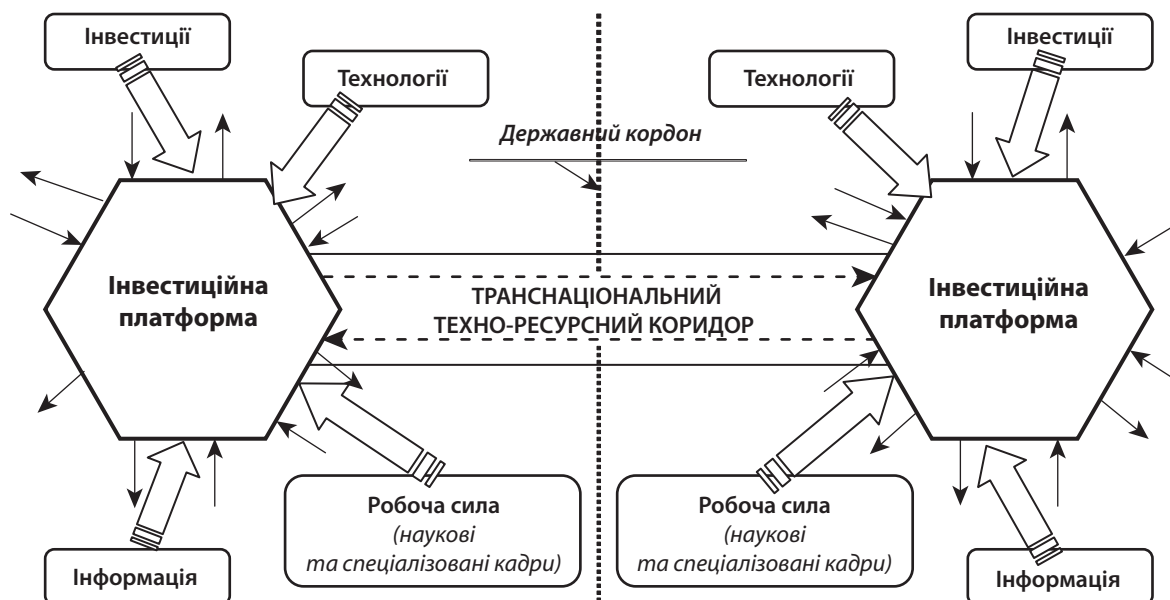 Інвестиції
Технології
Технології
Інвестиції
Державний кордон
Інвестиційна
платформа
ТРАНСНАЦІОНАЛЬНИЙ
ТЕХНО-РЕСУРСНИЙ КОРИДОР
Інвестиційна
платформа
Робоча сила
(наукові
та спеціалізовані кадри)
Робоча сила
(наукові
та спеціалізовані кадри)
Інформація
Інформація